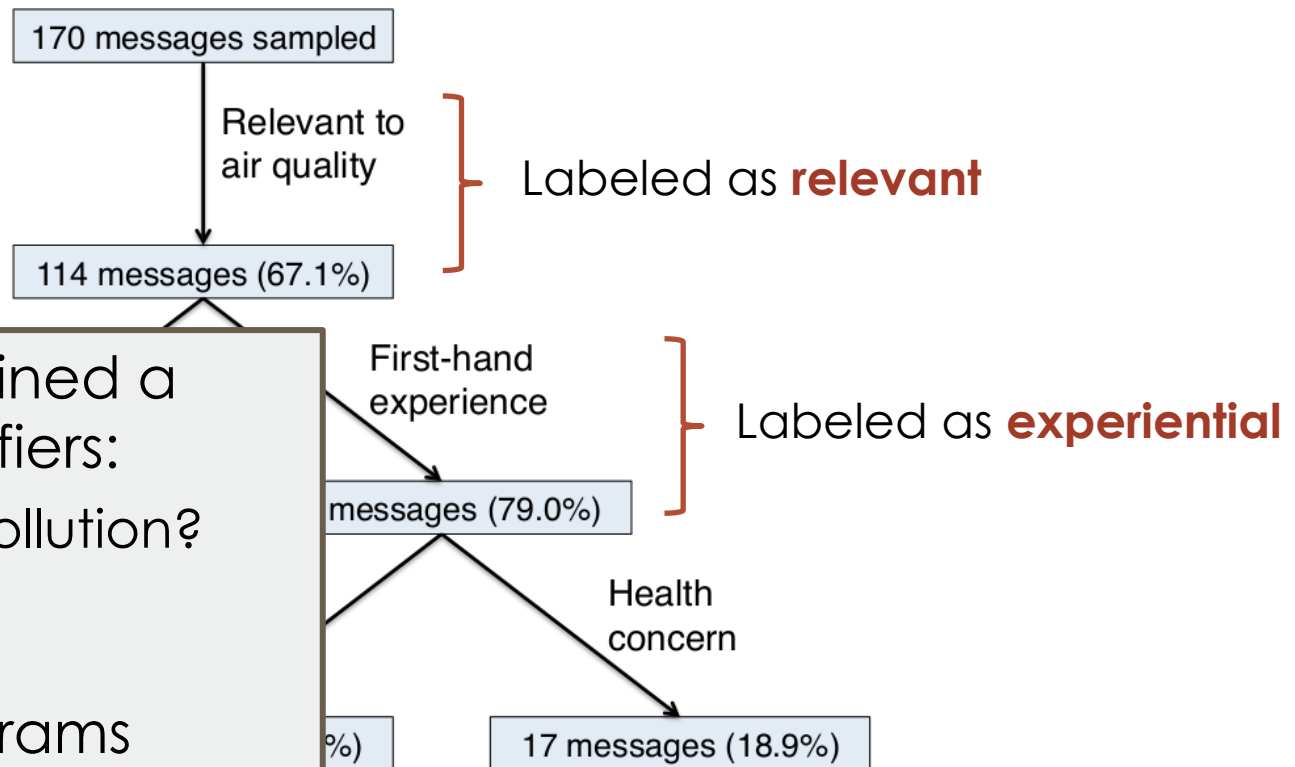 170 messages sampled
Relevant to
air quality
Labeled as relevant
114 messages (67.1%)
ined a
fiers:
ollution?
rams
First-hand
experience
Labeled as experiential
messages (79.0%)
Health
concern
%)
17 messages (18.9%)